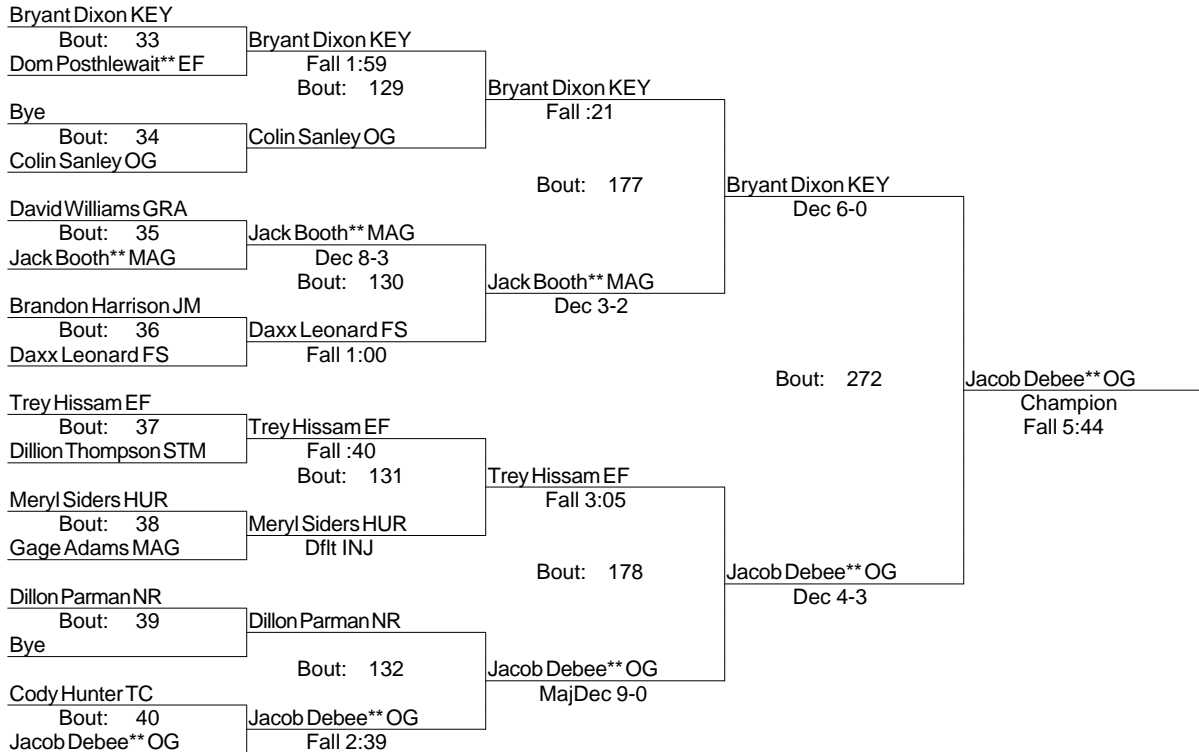 Bryant Dixon KEY
Bout: 33
Dom Posthlewait** EF
Bye
Bout: 34
Colin Sanley OG
David Williams GRA
Bout: 35
Jack Booth** MAG
Brandon Harrison JM
Bout: 36
Daxx Leonard FS
Trey Hissam EF
Bout: 37
Dillion Thompson STM
Meryl Siders HUR
Bout: 38
Gage Adams MAG
Dillon Parman NR
Bout: 39
Bye
Cody Hunter TC
Bout: 40
Jacob Debee** OG
Bryant Dixon KEY
Fall 1:59
Bout: 129
Colin Sanley OG
Jack Booth** MAG
Dec 8-3
Bout: 130
Daxx Leonard FS
Fall 1:00
Trey Hissam EF
Fall :40
Bout: 131
Meryl Siders HUR
Dflt INJ
Dillon Parman NR
Bout: 132
Jacob Debee** OG
Fall 2:39
Bryant Dixon KEY
Fall :21
Bout: 177
Jack Booth** MAG
Dec 3-2
Trey Hissam EF
Fall 3:05
Bout: 178
Jacob Debee** OG
MajDec 9-0
Bryant Dixon KEY
Dec 6-0
Bout: 272
Jacob Debee** OG
Dec 4-3
Jacob Debee** OG
Champion
Fall 5:44